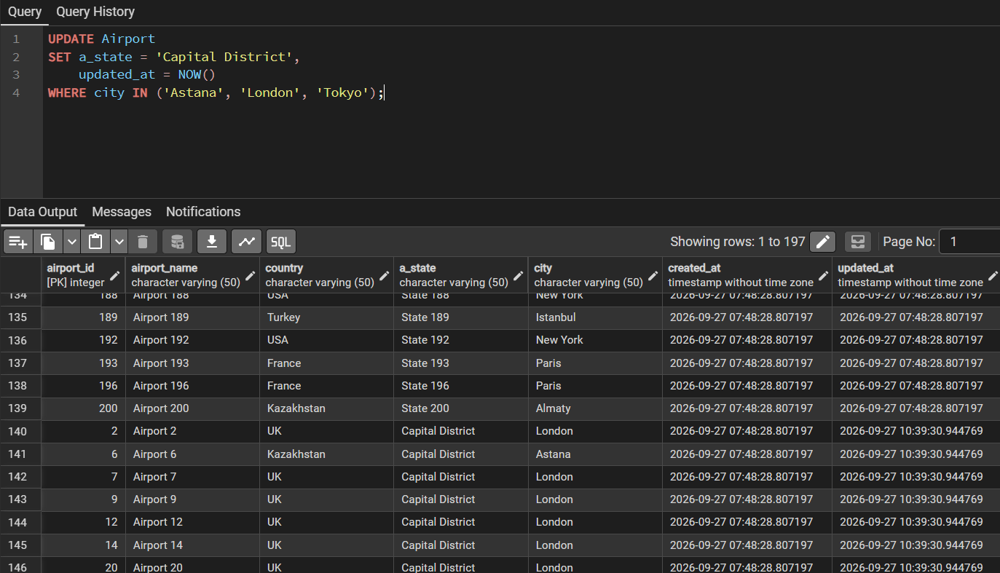 Query Query History
1 UPDATE Airport
2 SET a_state = 'Capital District',
3 updated_at = NOW()
4 WHERE city IN ('Astana', 'London', 'Tokyo');
Data Output Messages Notifications
SQL Showing rows: 1 to 197 Page No: 1
airport_id airport_name country a_state city created_at updated_at
[PK] integer character varying (50) character varying (50) character varying (50) character varying (50) timestamp without time zone timestamp without time zone
134 188 Airport 188 USA State 188 New York 2026-09-27 07:48:28.807197 2026-09-27 07:48:28.807197
135 189 Airport 189 Turkey State 189 Istanbul 2026-09-27 07:48:28.807197 2026-09-27 07:48:28.807197
136 192 Airport 192 USA State 192 New York 2026-09-27 07:48:28.807197 2026-09-27 07:48:28.807197
137 193 Airport 193 France State 193 Paris 2026-09-27 07:48:28.807197 2026-09-27 07:48:28.807197
138 196 Airport 196 France State 196 Paris 2026-09-27 07:48:28.807197 2026-09-27 07:48:28.807197
139 200 Airport 200 Kazakhstan State 200 Almaty 2026-09-27 07:48:28.807197 2026-09-27 07:48:28.807197
140 2 Airport 2 UK Capital District London 2026-09-27 07:48:28.807197 2026-09-27 10:39:30.944769
141 6 Airport 6 Kazakhstan Capital District Astana 2026-09-27 07:48:28.807197 2026-09-27 10:39:30.944769
142 7 Airport 7 UK Capital District London 2026-09-27 07:48:28.807197 2026-09-27 10:39:30.944769
143 9 Airport 9 UK Capital District London 2026-09-27 07:48:28.807197 2026-09-27 10:39:30.944769
144 12 Airport 12 UK Capital District London 2026-09-27 07:48:28.807197 2026-09-27 10:39:30.944769
145 14 Airport 14 UK Capital District London 2026-09-27 07:48:28.807197 2026-09-27 10:39:30.944769
146 20 Airport 20 UK Capital District London 2026-09-27 07:48:28.807197 2026-09-27 10:39:30.944769